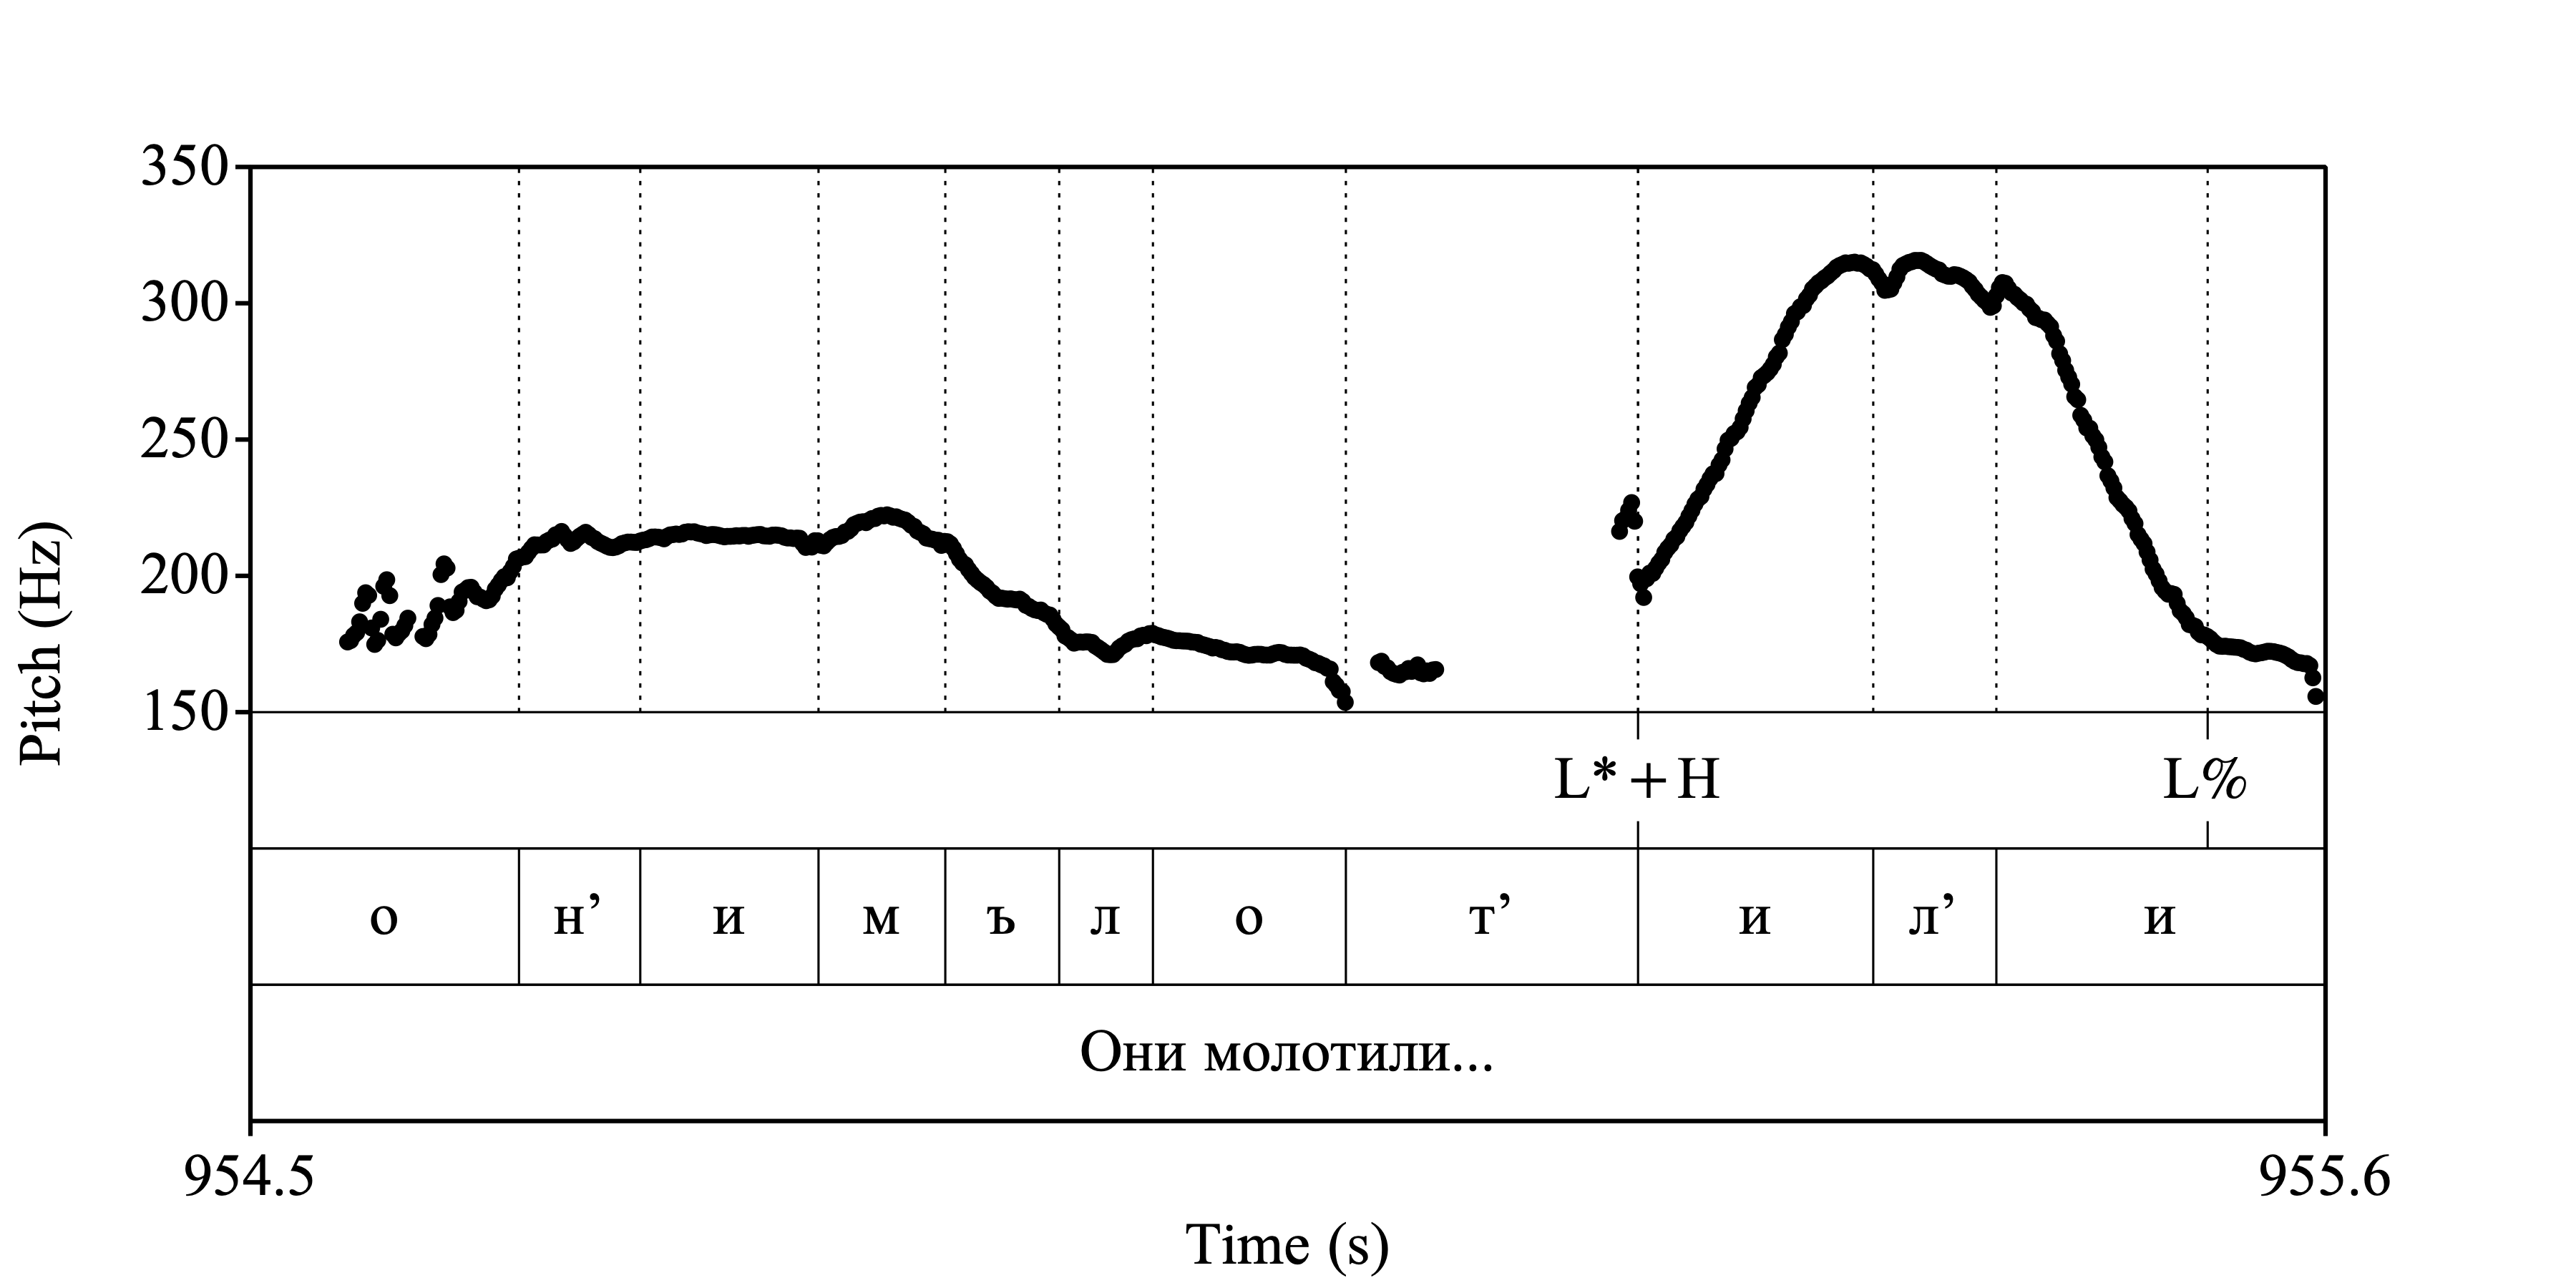 350
300
250
200
150
Pitch (Hz)
L*+H L%
о н’ и м ъ л о т’ и л’ и
Они молотили...
954.5 955.6
Time (s)